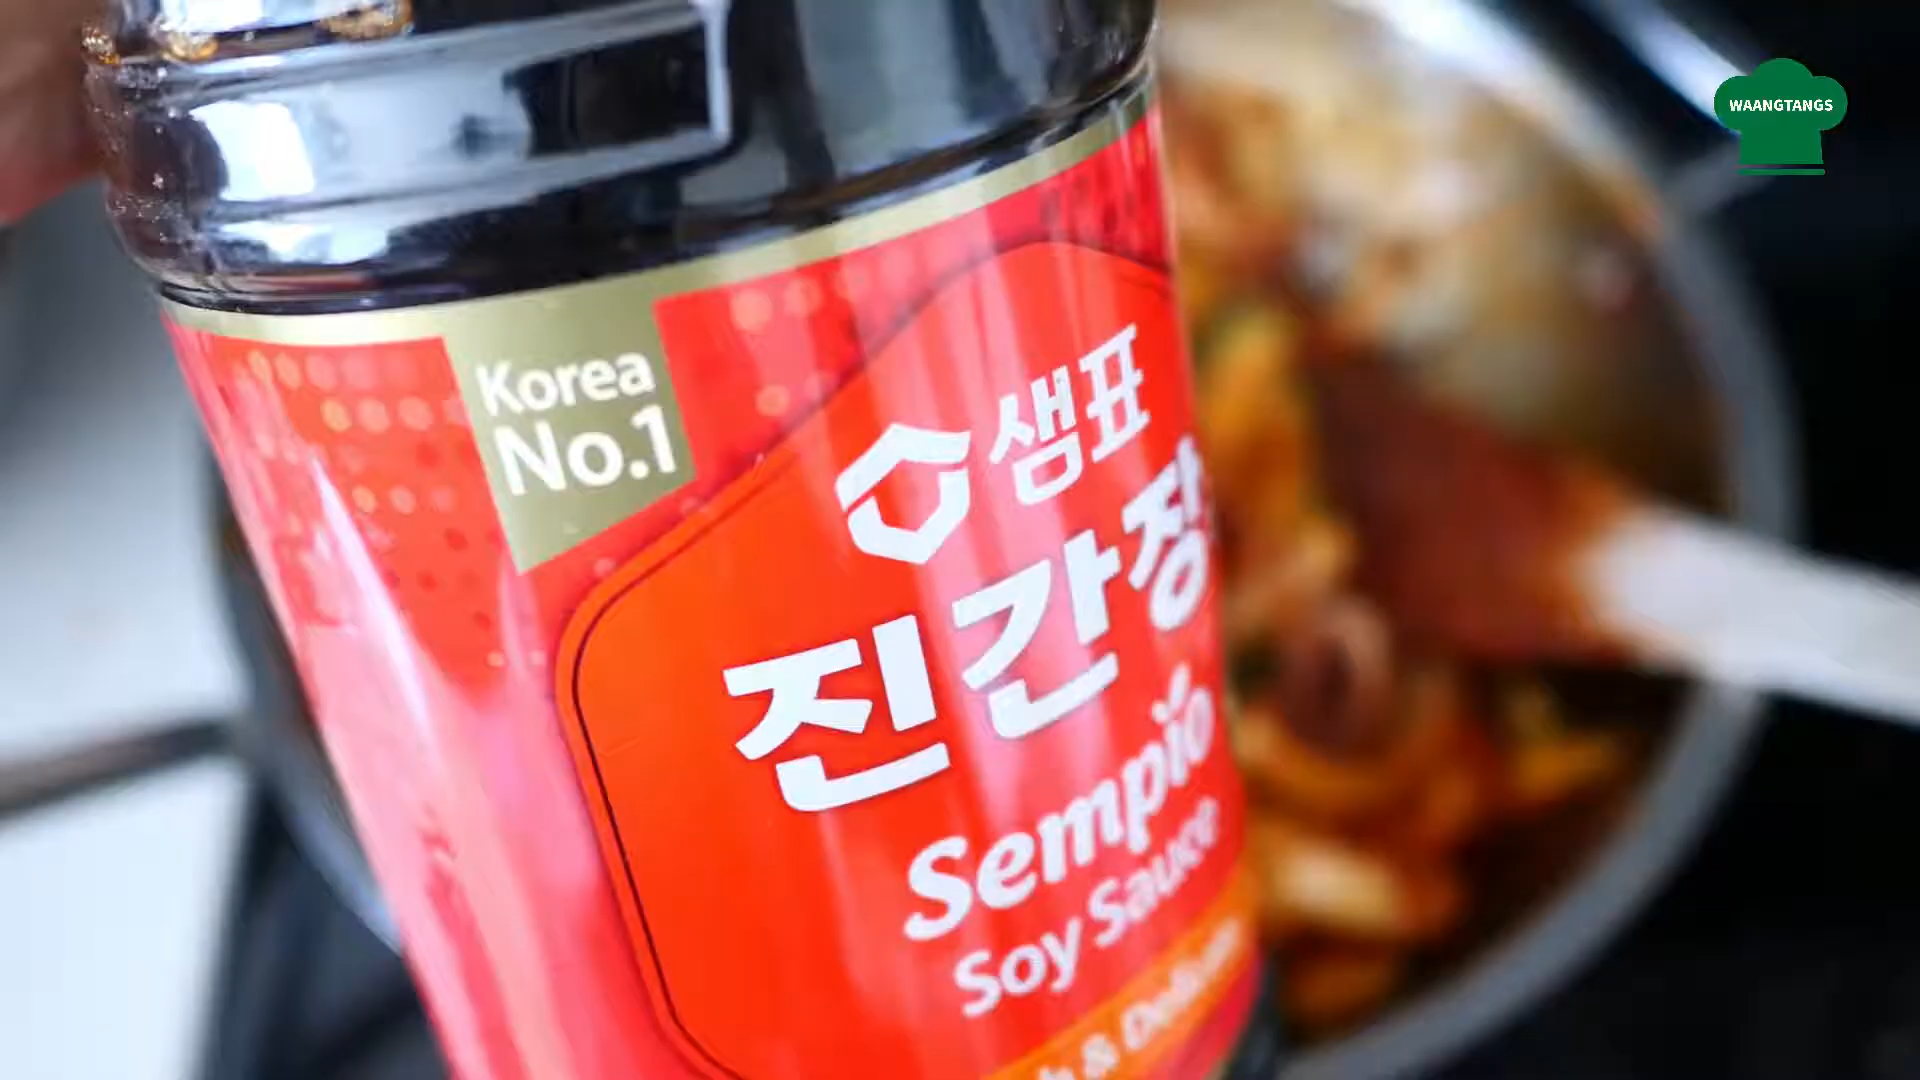 WAANGTANGS
Korea
No.1
샘표
진간장
Sempio
Soy Sauce
&